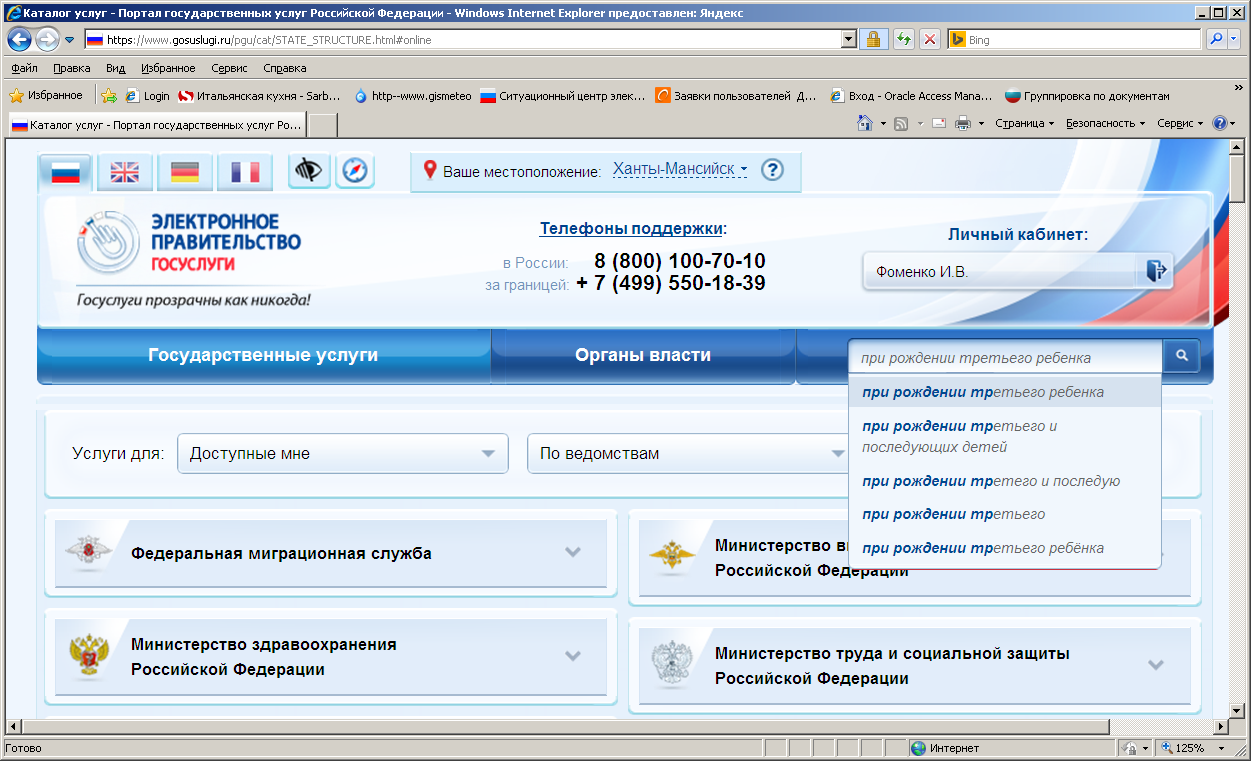 Каталог услуг - Портал государственных услуг Российской Федерации - Windows Internet Explorer предоставлен: Яндекс
https://www.gosuslugi.ru/pgu/cat/STATE_STRUCTURE.html#online
Bing
Файл Правка Вид Избранное Сервис Справка
Избранное Login Итальянская кухня - Sarb... http--www.gismeteo Ситуационный центр элек... Заявки пользователей Д... Вход - Oracle Access Mana... Группировка по документам
Каталог услуг - Портал государственных услуг Ро...
Страница Безопасность Сервис
Ваше местоположение: Ханты-Мансийск
ЭЛЕКТРОННОЕ
ПРАВИТЕЛЬСТВО
ГОСУСЛУГИ
Госуслуги прозрачны как никогда!
Телефоны поддержки:
в России: 8 (800) 100-70-10
за границей: + 7 (499) 550-18-39
Личный кабинет:
Фоменко И.В.
Государственные услуги
Органы власти
при рождении третьего ребенка
при рождении третьего ребенка
при рождении третьего и
последующих детей
при рождении третего и последую
при рождении третьего
при рождении третьего ребёнка
Услуги для: Доступные мне
По ведомствам
Федеральная миграционная служба
Министерство в
Российской Федерации
Министерство здравоохранения
Российской Федерации
Министерство труда и социальной защиты
Российской Федерации
Готово
Интернет
125%